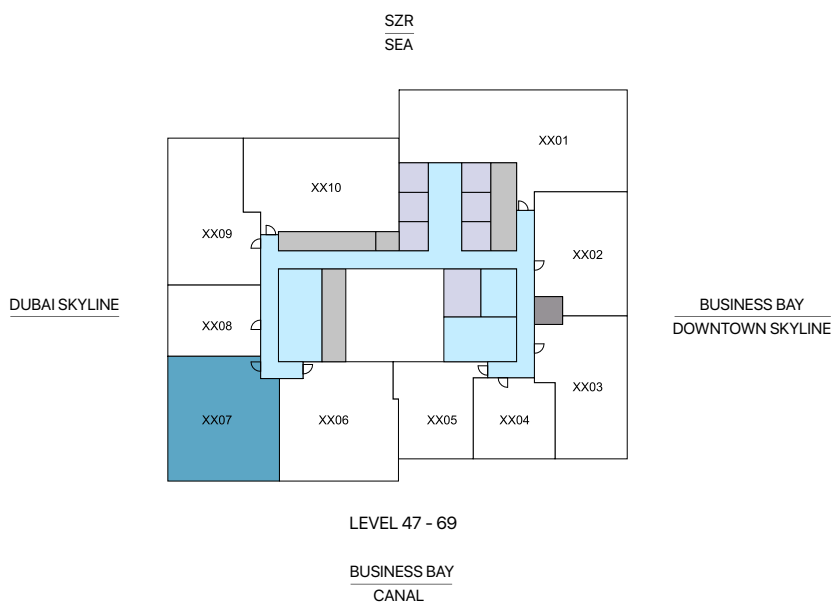 SZR
SEA
XX01
XX10
XX09
XX02
DUBAI SKYLINE
BUSINESS BAY
DOWNTOWN SKYLINE
XX08
XX03
XX07
XX06
XX05
XX04
LEVEL 47 - 69
BUSINESS BAY
CANAL